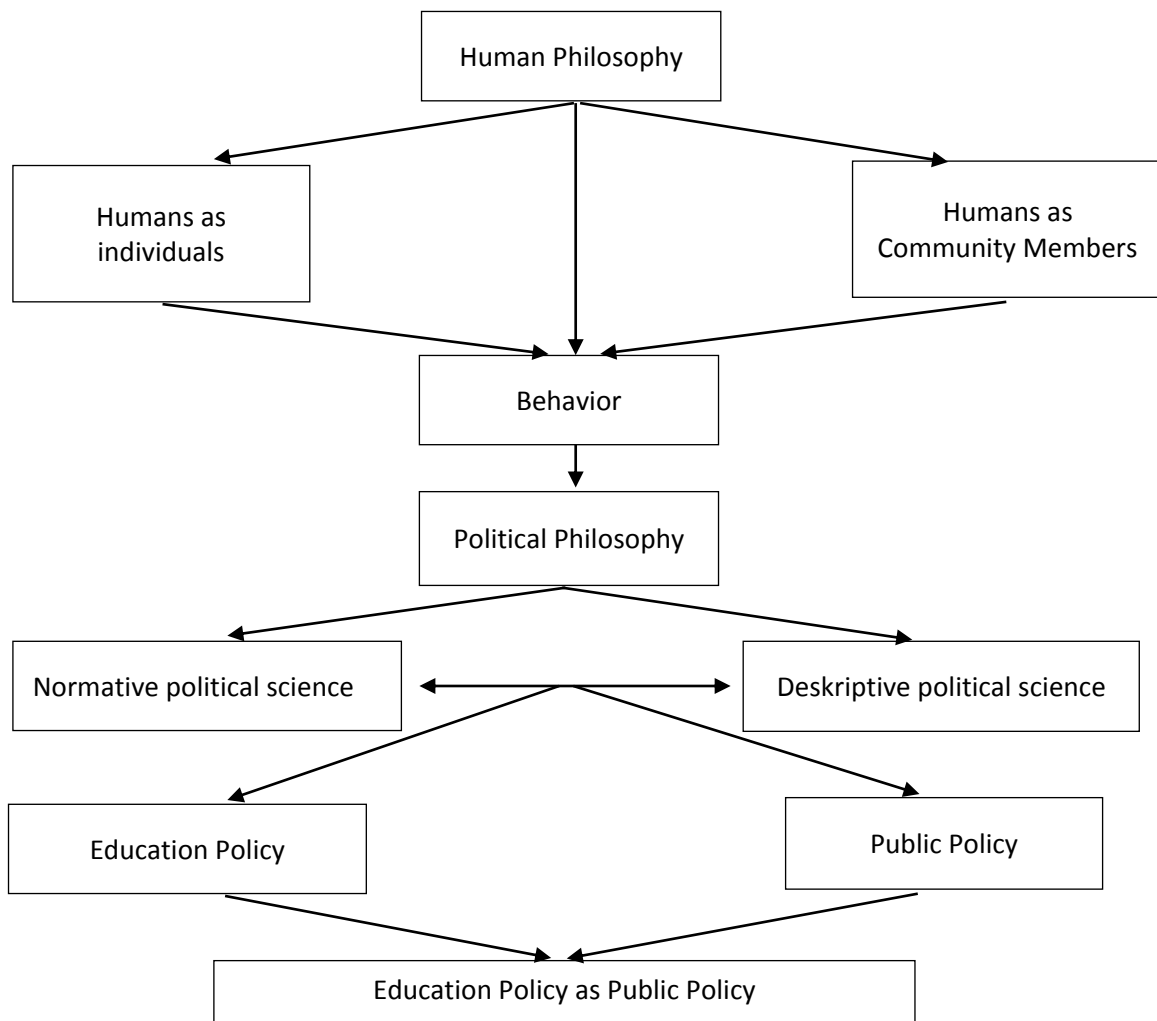 Human Philosophy
Humans as
individuals
Humans as
Community Members
Behavior
Political Philosophy
Normative political science
Deskriptive political science
Education Policy
Public Policy
Education Policy as Public Policy